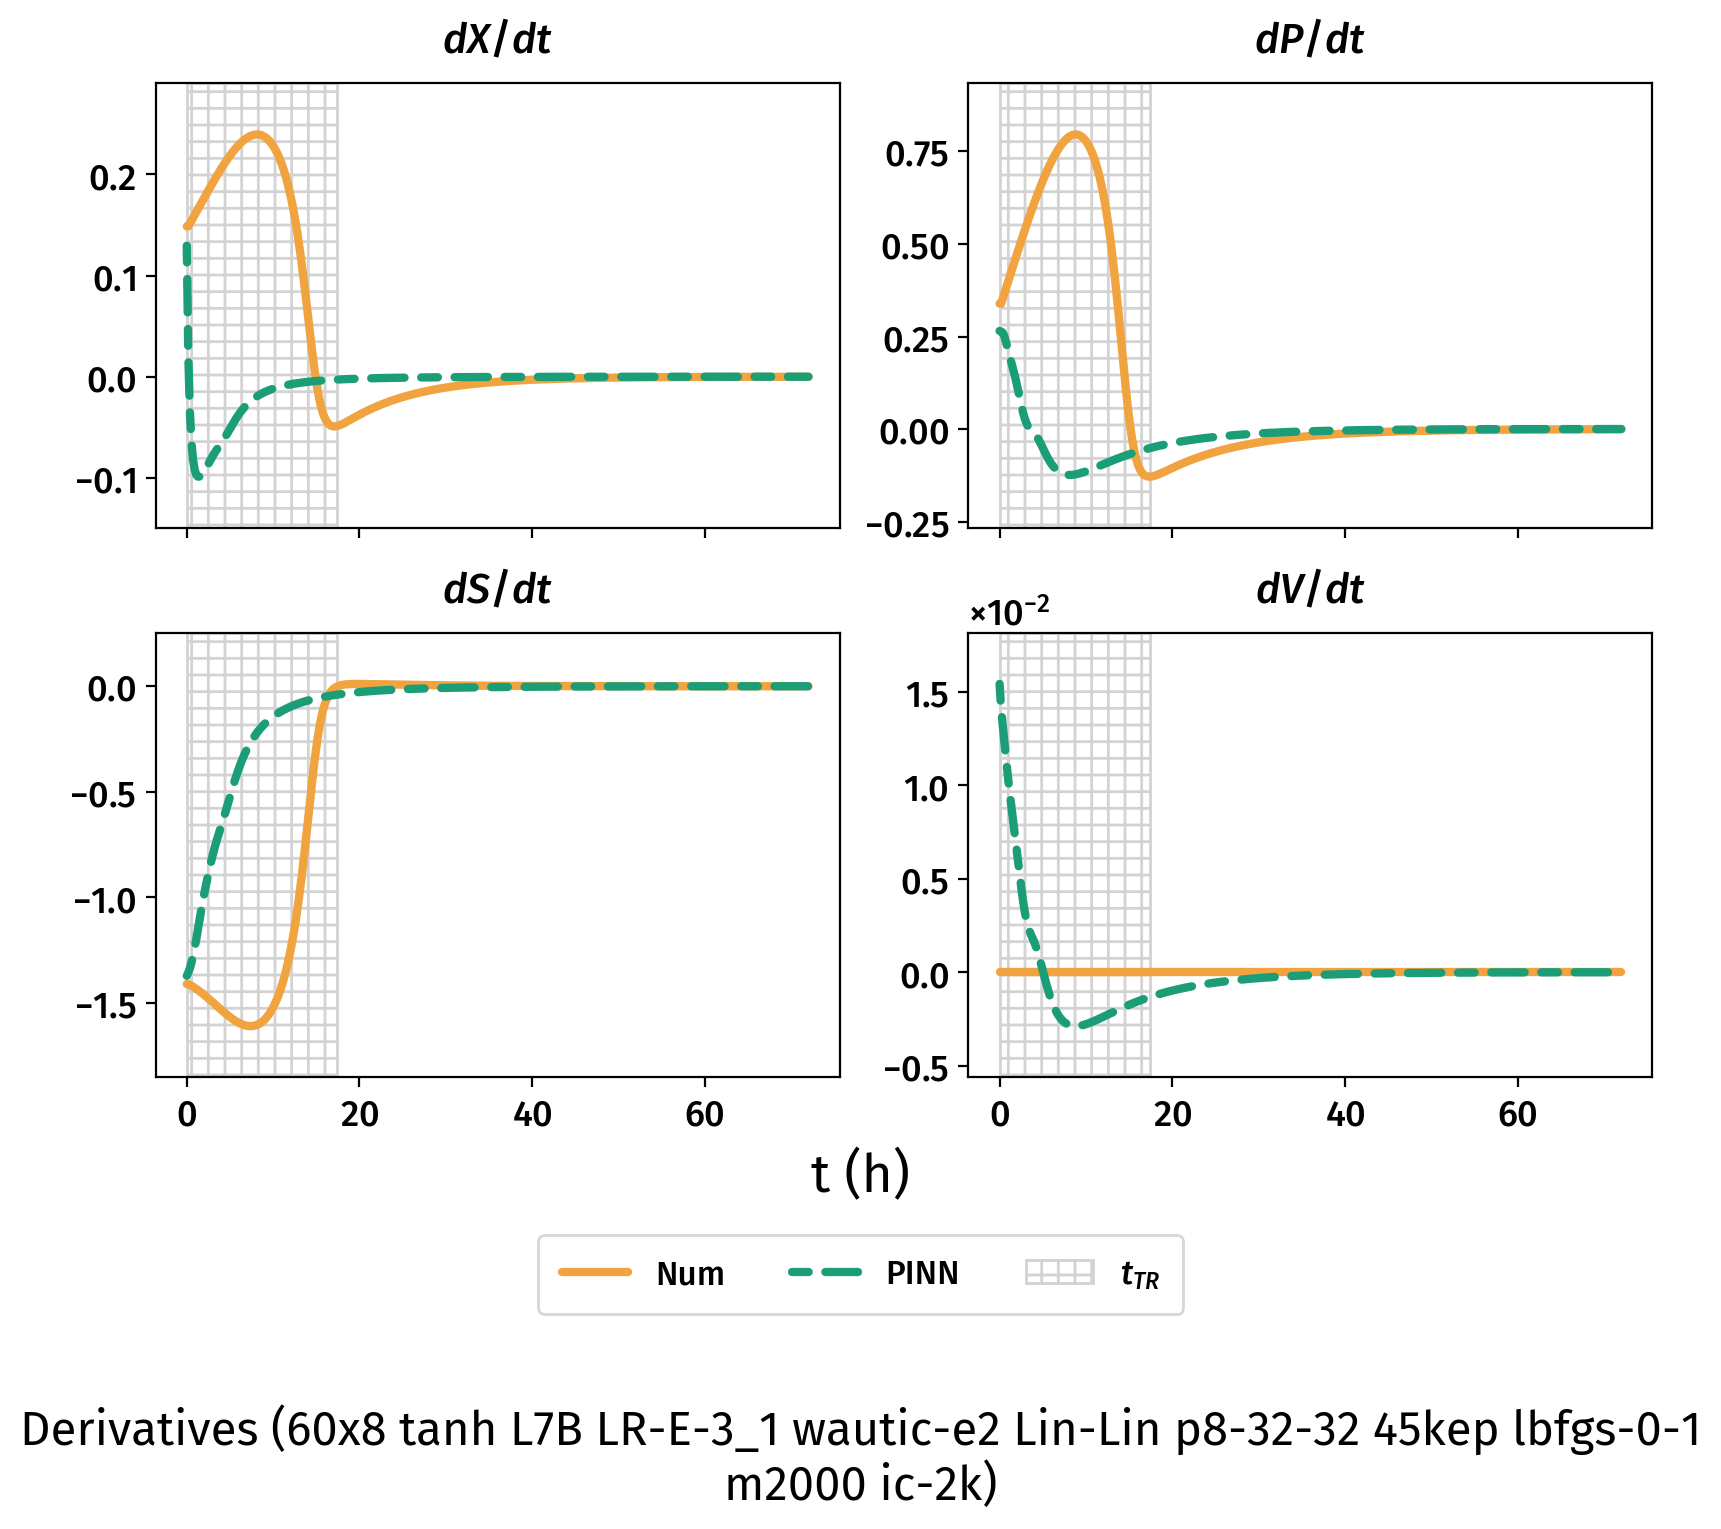 dX/dt
dP/dt
0.2
0.1
0.0
−0.1
0.75
0.50
0.25
0.00
−0.25
dS/dt
dV/dt
×10⁻²
0.0
−0.5
−1.0
−1.5
1.5
1.0
0.5
0.0
−0.5
0 20 40 60
0 20 40 60
t (h)
Num PINN t_TR
Derivatives (60x8 tanh L7B LR-E-3_1 wautic-e2 Lin-Lin p8-32-32 45kep lbfgs-0-1
m2000 ic-2k)